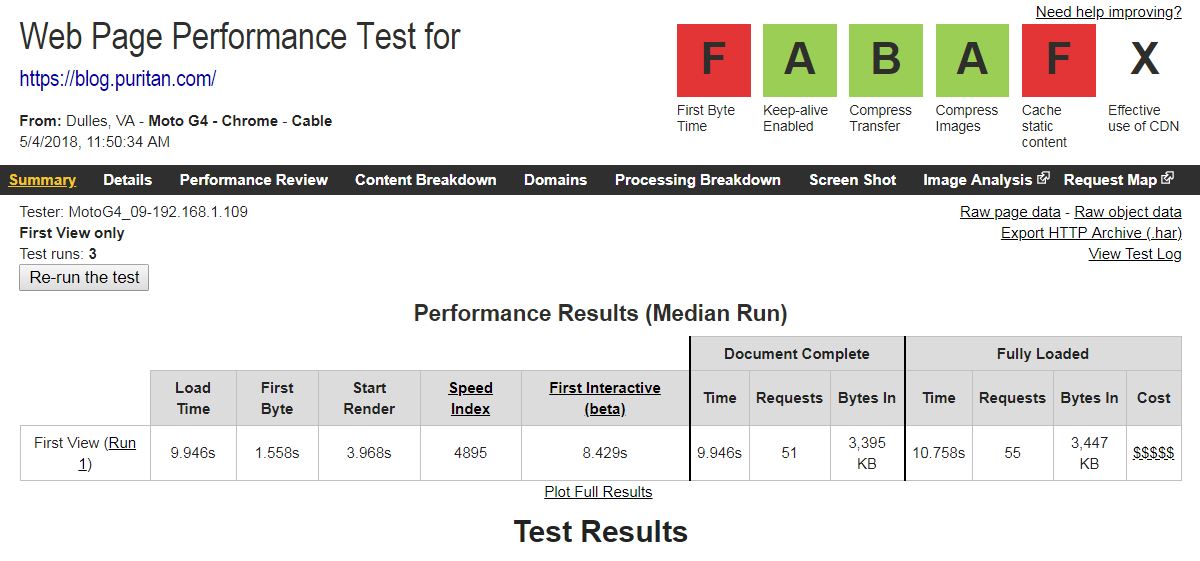 Need help improving?
Web Page Performance Test for
https://blog.puritan.com/
From: Dulles, VA - Moto G4 - Chrome - Cable
5/4/2018, 11:50:34 AM
F A B A F X
First Byte Time
Keep-alive Enabled
Compress Transfer
Compress Images
Cache static content
Effective use of CDN
Summary Details Performance Review Content Breakdown Domains Processing Breakdown Screen Shot Image Analysis Request Map
Tester: MotoG4_09-192.168.1.109
First View only
Test runs: 3
Re-run the test
Raw page data - Raw object data
Export HTTP Archive (.har)
View Test Log
Performance Results (Median Run)
Document Complete Fully Loaded
Load Time First Byte Start Render Speed Index First Interactive (beta) Time Requests Bytes In Time Requests Bytes In Cost
First View (Run 1) 9.946s 1.558s 3.968s 4895 8.429s 9.946s 51 3,395 KB 10.758s 55 3,447 KB $$$$$
Plot Full Results
Test Results